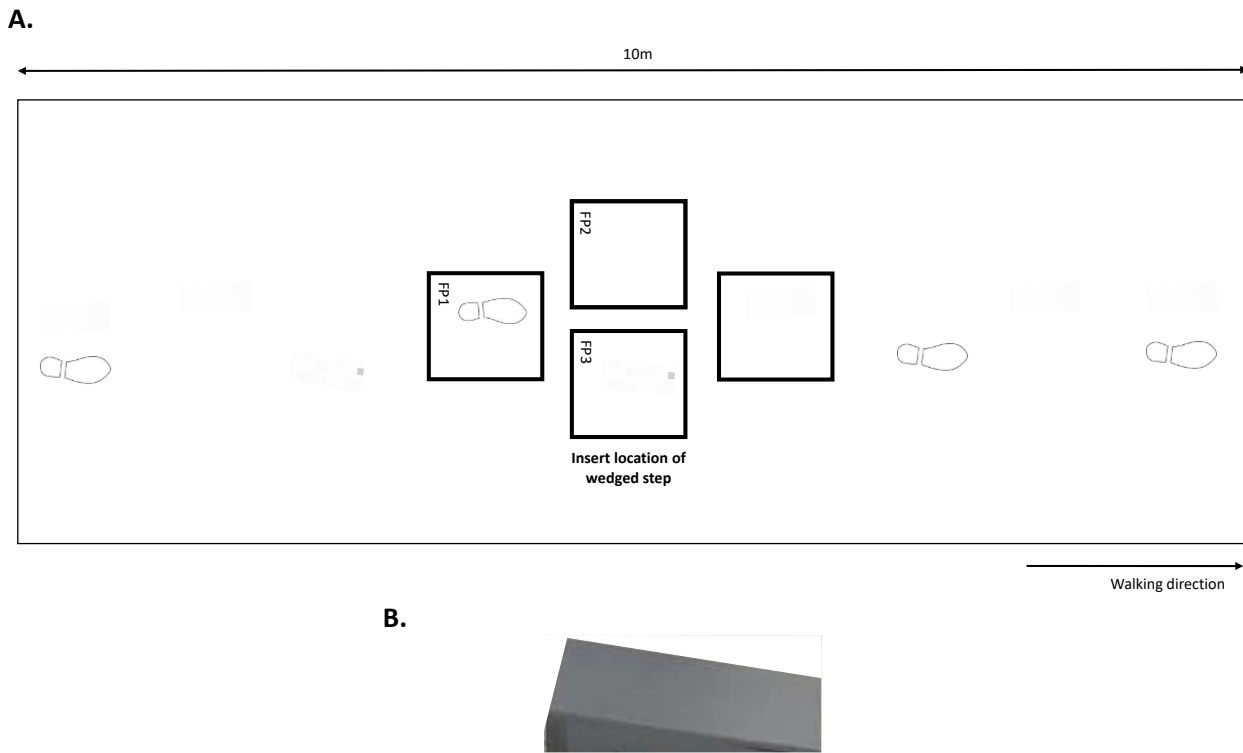 A.
10m
FP2
FP1
FP3
Insert location of
wedged step
Walking direction
B.